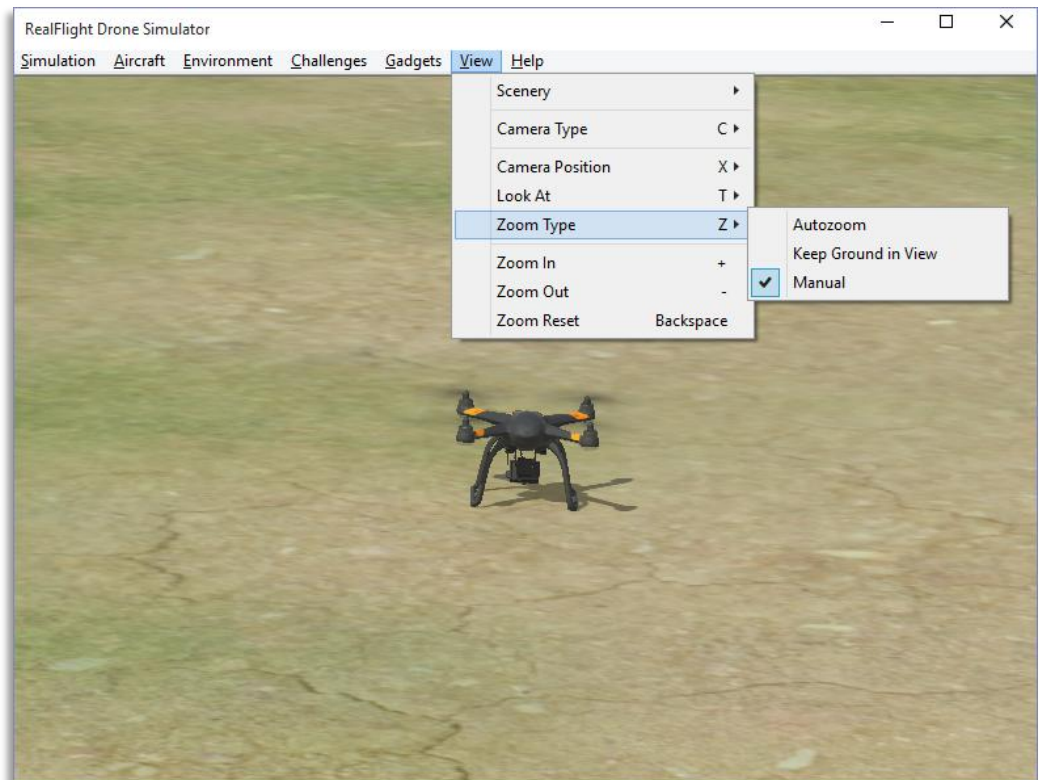 RealFlight Drone Simulator
Simulation Aircraft Environment Challenges Gadgets View Help
Scenery
Camera Type C
Camera Position X
Look At T
Zoom Type Z
Autozoom
Keep Ground in View
Manual
Zoom In +
Zoom Out -
Zoom Reset Backspace